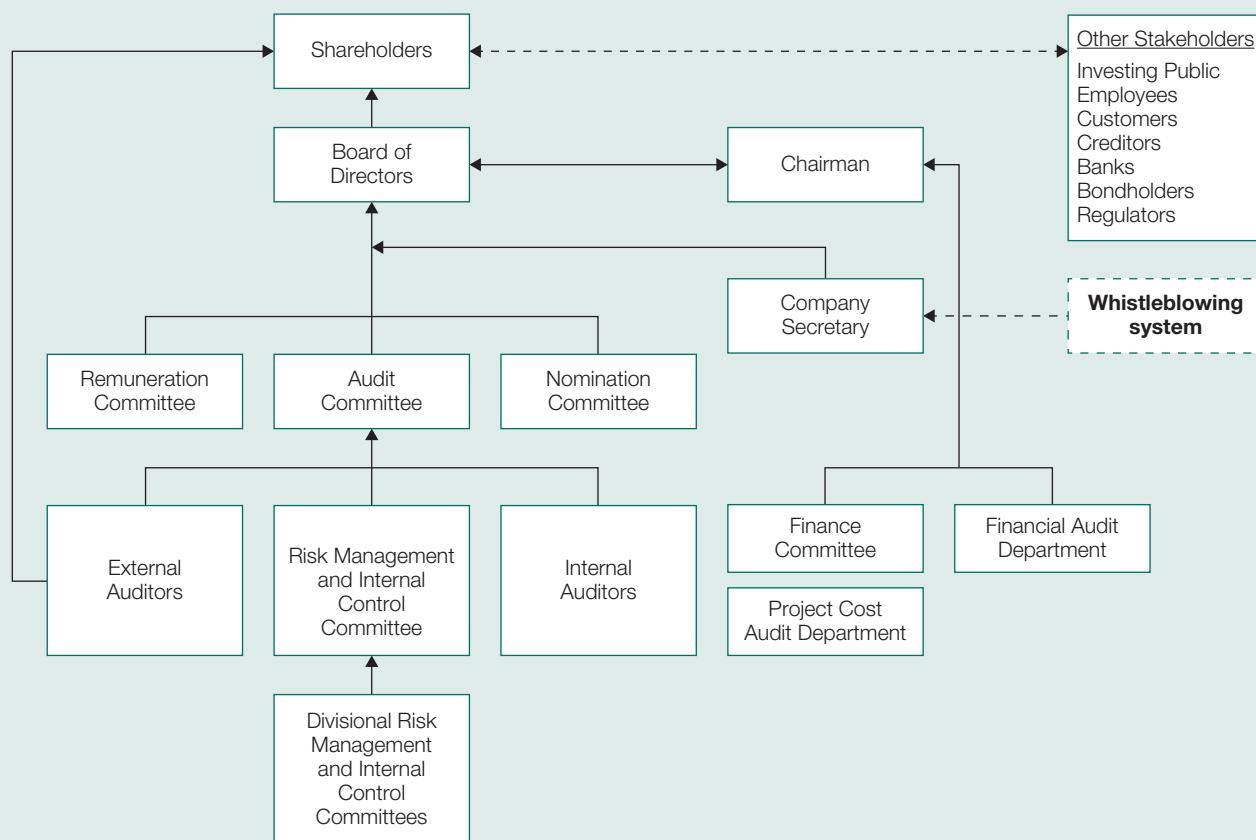 Shareholders
Other Stakeholders
Investing Public
Employees
Customers
Creditors
Banks
Bondholders
Regulators
Board of
Directors
Chairman
Company
Secretary
Whistleblowing
system
Remuneration
Committee
Audit
Committee
Nomination
Committee
External
Auditors
Risk Management
and Internal
Control
Committee
Internal
Auditors
Finance
Committee
Financial Audit
Department
Project Cost
Audit Department
Divisional Risk
Management
and Internal
Control
Committees